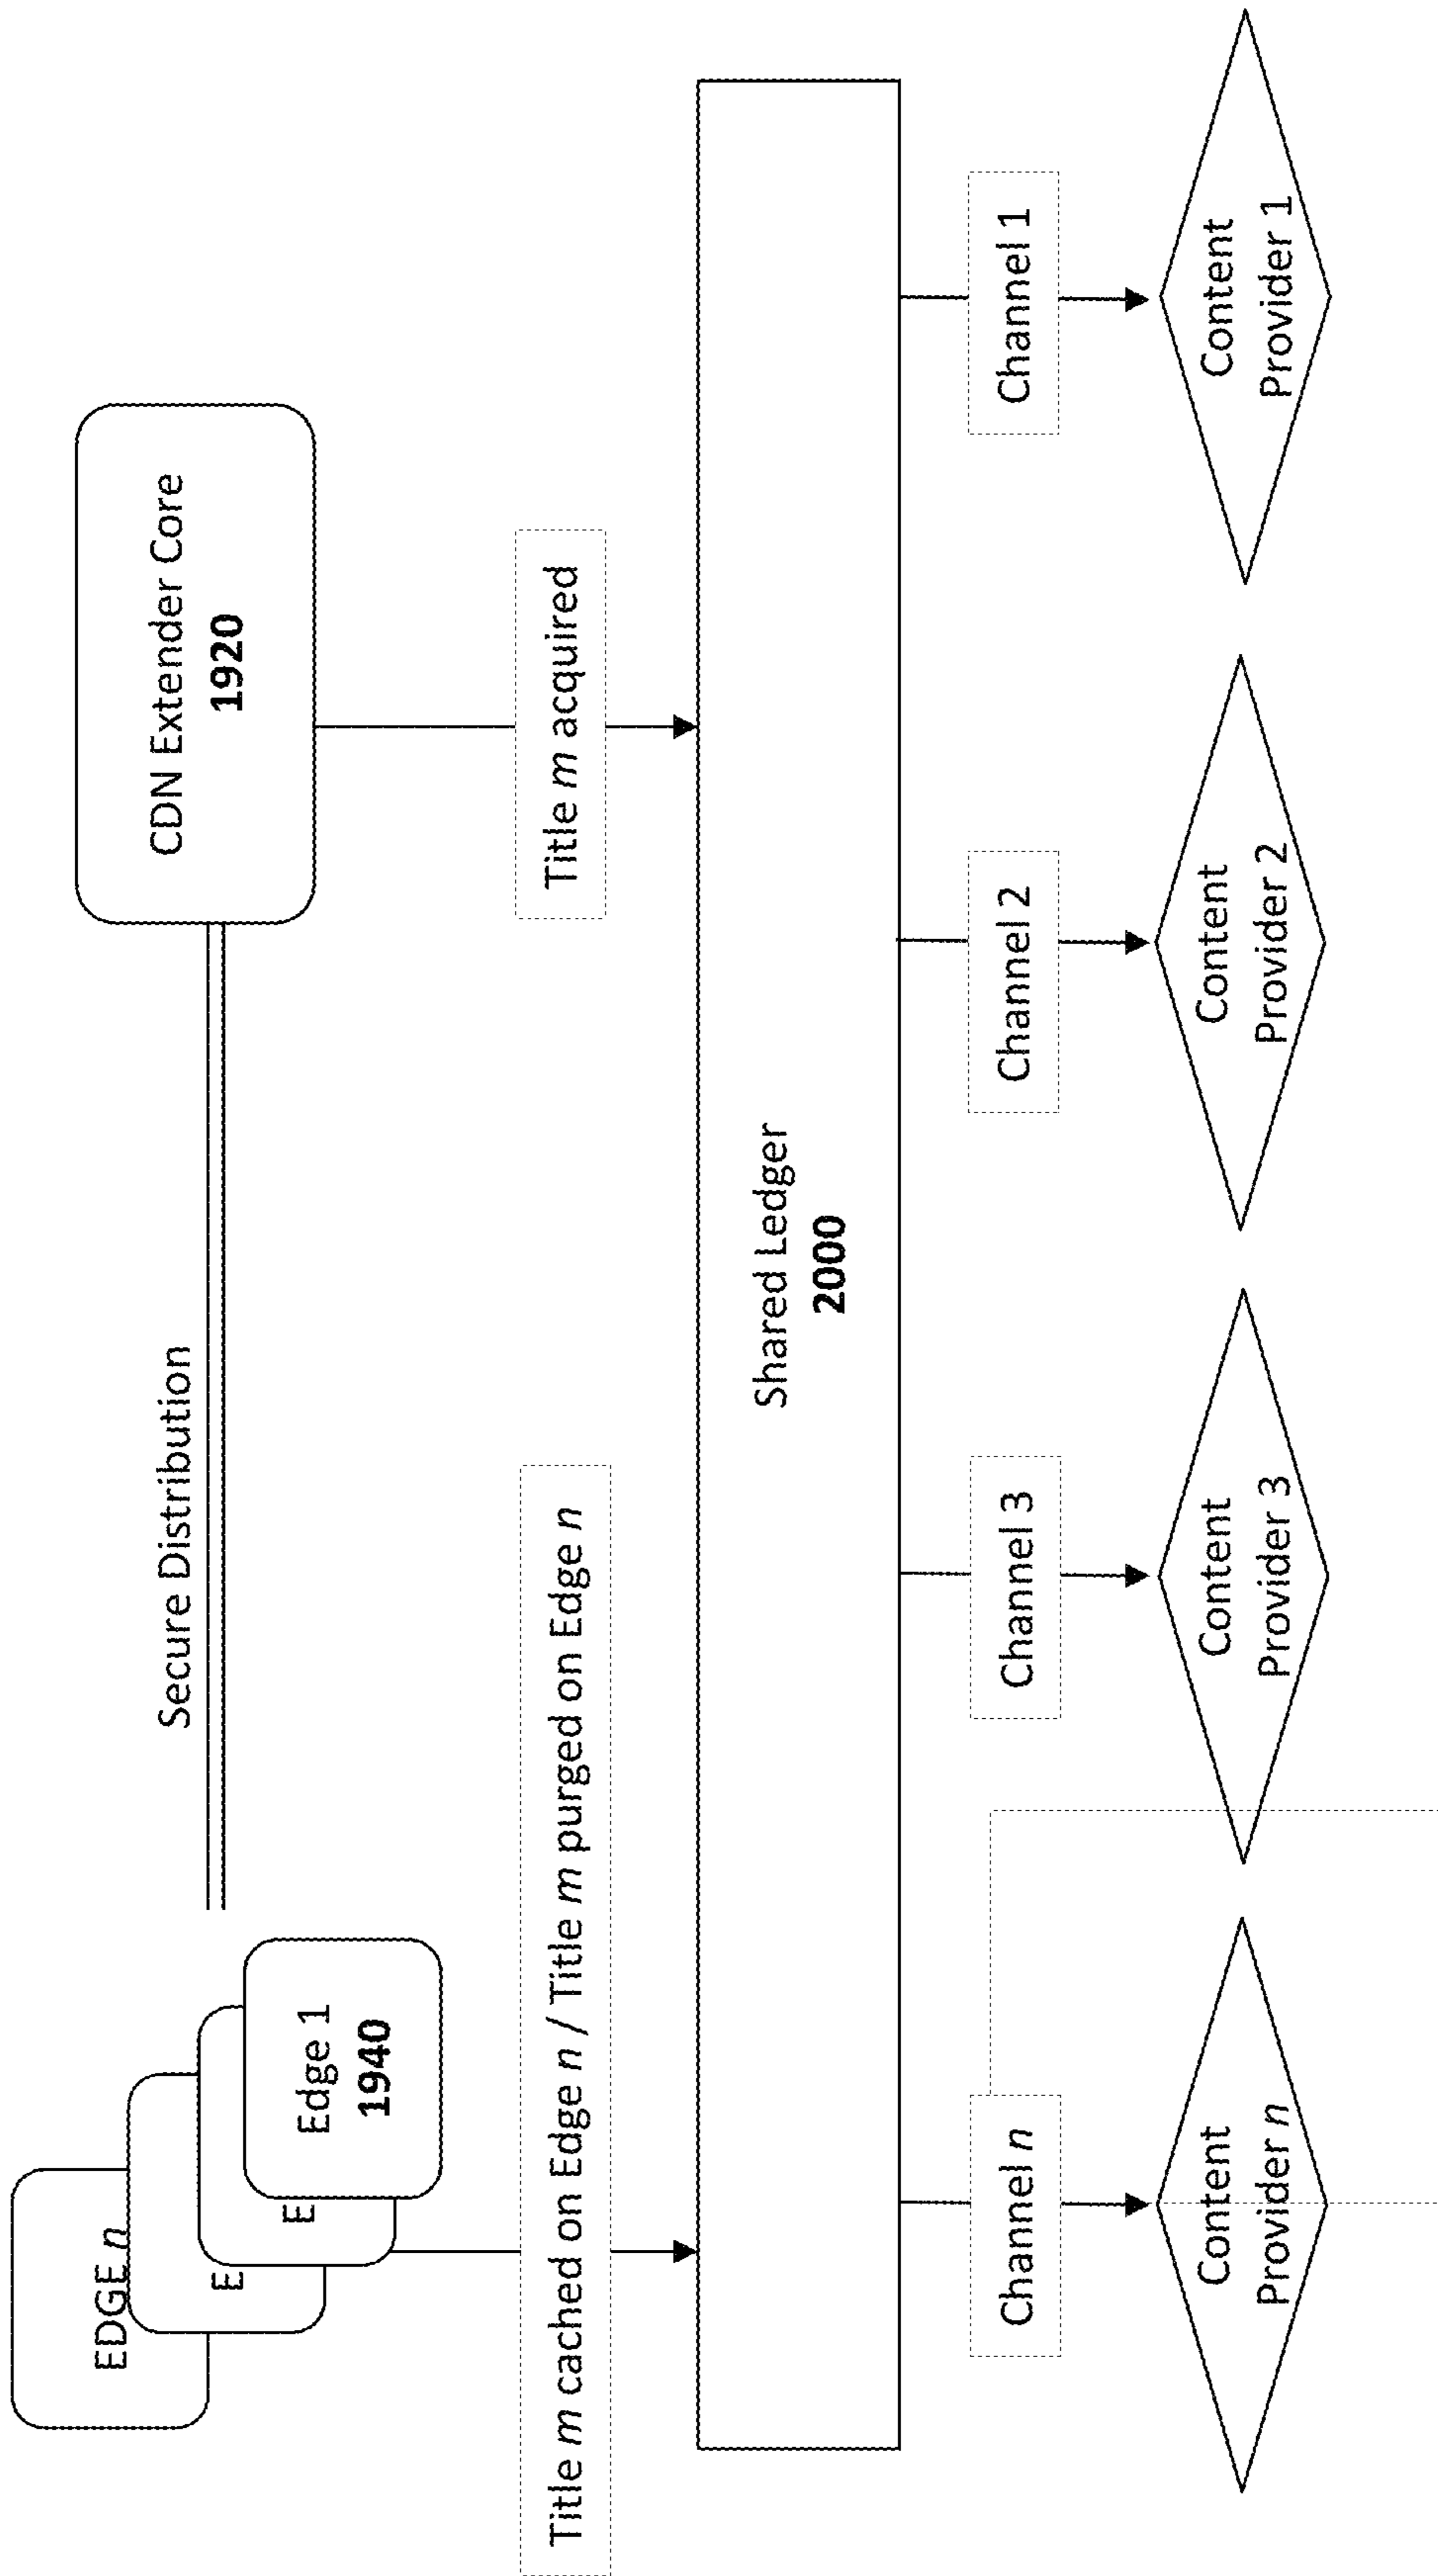 EDGE n
E
E
Edge 1
1940
Secure Distribution
CDN Extender Core
1920
Title m cached on Edge n / Title m purged on Edge n
Title m acquired
Shared Ledger
2000
Channel n
Channel 3
Channel 2
Channel 1
Content
Provider n
Content
Provider 3
Content
Provider 2
Content
Provider 1